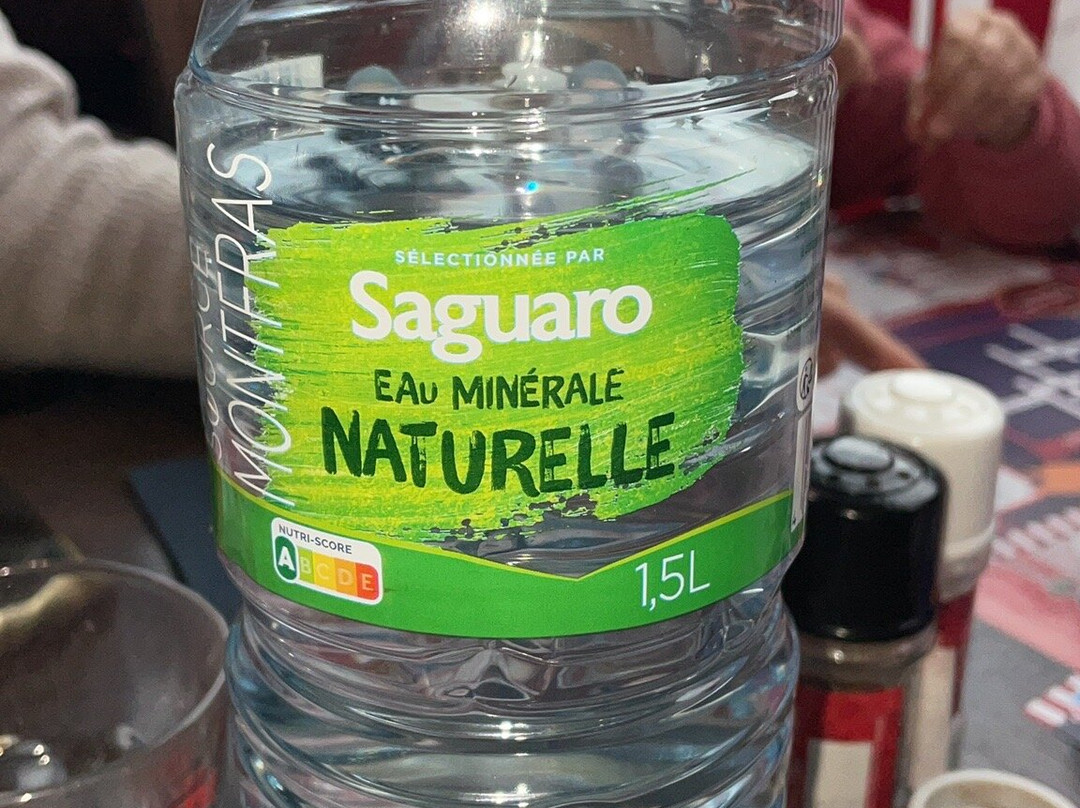 SOURCE
MONTFRAS
SÉLECTIONNÉE PAR
Saguaro
EAU MINÉRALE
NATURELLE
NUTRI-SCORE
A B C D E
1,5L